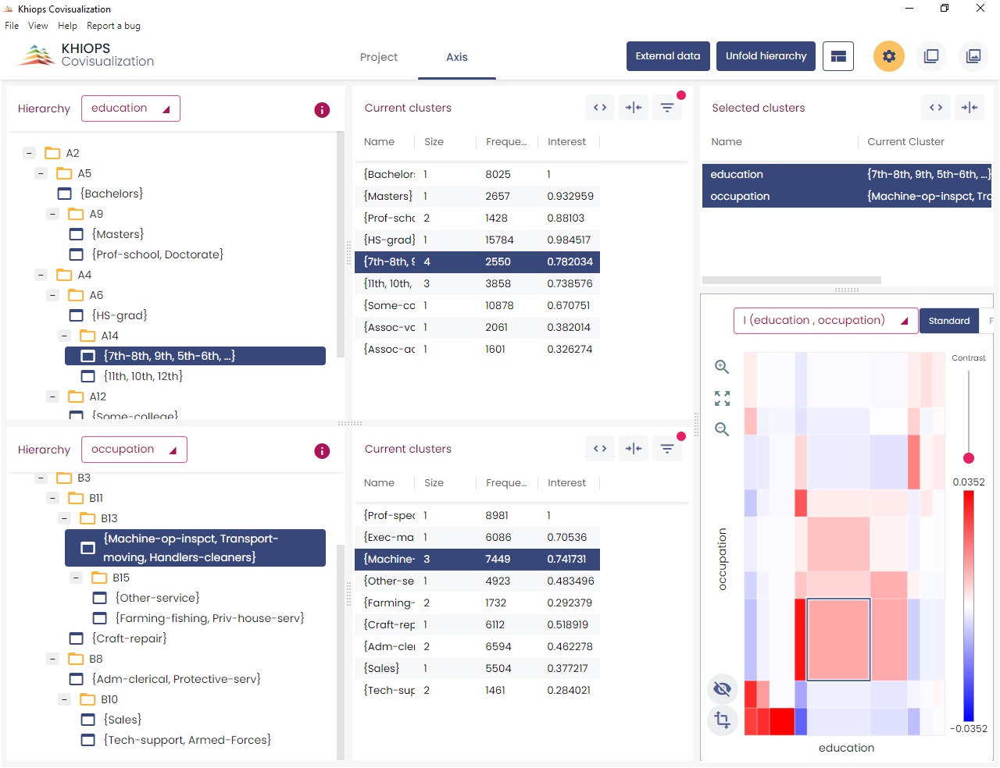 Khiops Covisualization
File View Help Report a bug
KHIOPS
Covisualization
Project Axis External data Unfold hierarchy
Hierarchy education
A2
A5
{Bachelors}
A9
{Masters}
{Prof-school, Doctorate}
A4
A6
{HS-grad}
A14
{7th-8th, 9th, 5th-6th, ...}
{11th, 10th, 12th}
A12
{Some-college}
Current clusters
Name Size Freque... Interest
{Bachelor: 1 8025 1
{Masters} 1 2657 0.932959
{Prof-scho 2 1428 0.88103
{HS-grad} 1 15784 0.984517
{7th-8th, 9 4 2550 0.782034
{11th, 10th, 3 3858 0.738576
{Some-co 1 10878 0.670751
{Assoc-vc 1 2061 0.382014
{Assoc-ac 1 1601 0.326274
Selected clusters
Name Current Cluster
education {7th-8th, 9th, 5th-6th, ...}
occupation {Machine-op-inspct, Tra
Hierarchy occupation
B3
B11
B13
{Machine-op-inspct, Transport-
moving, Handlers-cleaners}
B15
{Other-service}
{Farming-fishing, Priv-house-serv}
{Craft-repair}
B8
{Adm-clerical, Protective-serv}
B10
{Sales}
{Tech-support, Armed-Forces}
Current clusters
Name Size Freque... Interest
{Prof-spec 1 8981 1
{Exec-ma 1 6086 0.70536
{Machine- 3 7449 0.741731
{Other-se 1 4923 0.483496
{Farming- 2 1732 0.292379
{Craft-rep 1 6112 0.518919
{Adm-cler 2 6594 0.462278
{Sales} 1 5504 0.377217
{Tech-sup 2 1461 0.284021
I (education , occupation) Standard F
Contrast
0.0352
-0.0352
occupation
education